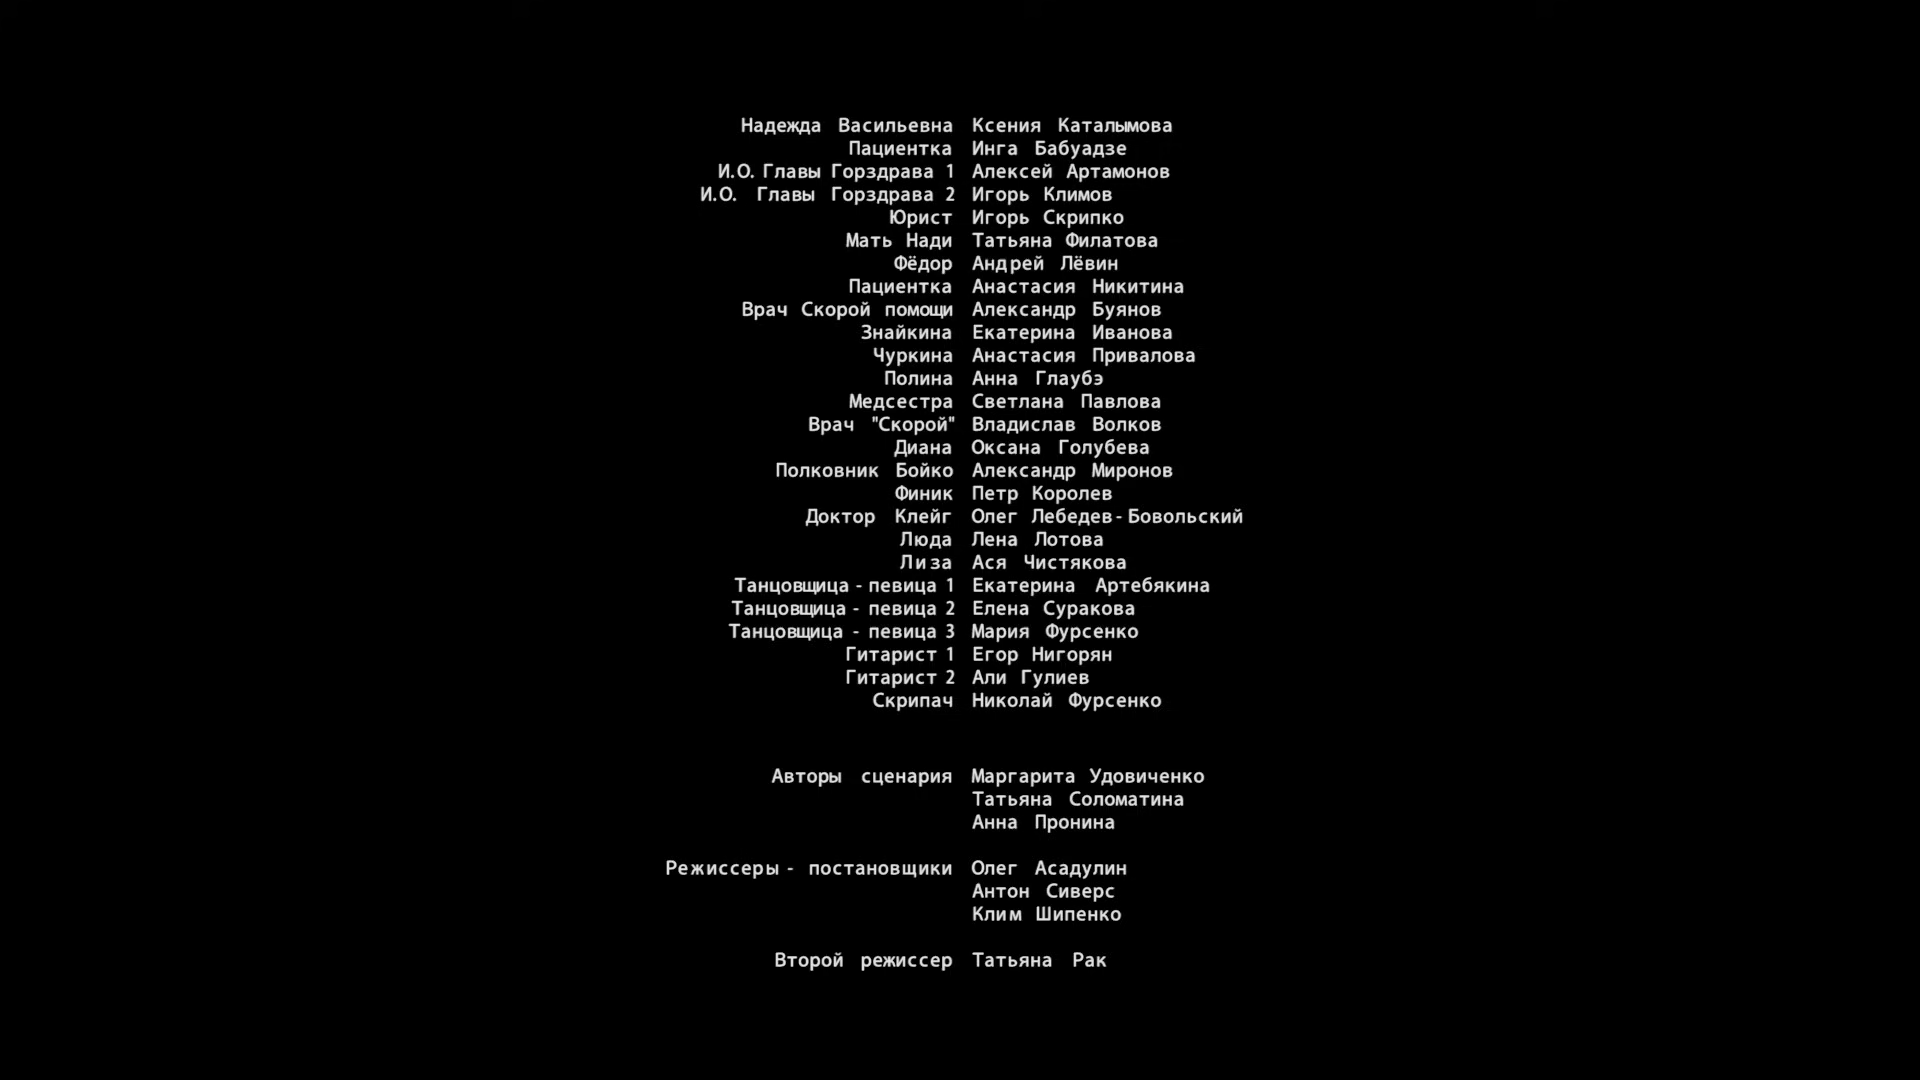 Надежда Васильевна Ксения Каталымова
Пациентка Инга Бабуадзе
И.О. Главы Горздрава 1 Алексей Артамонов
И.О. Главы Горздрава 2 Игорь Климов
Юрист Игорь Скрипко
Мать Нади Татьяна Филатова
Фёдор Андрей Лёвин
Пациентка Анастасия Никитина
Врач Скорой помощи Александр Буянов
Знайкина Екатерина Иванова
Чуркина Анастасия Привалова
Полина Анна Глаубэ
Медсестра Светлана Павлова
Врач "Скорой" Владислав Волков
Диана Оксана Голубева
Полковник Бойко Александр Миронов
Финик Петр Королев
Доктор Клейг Олег Лебедев-Бовольский
Люда Лена Лотова
Лиза Ася Чистякова
Танцовщица - певица 1 Екатерина Артебякина
Танцовщица - певица 2 Елена Суракова
Танцовщица - певица 3 Мария Фурсенко
Гитарист 1 Егор Нигорян
Гитарист 2 Али Гулиев
Скрипач Николай Фурсенко
Авторы сценария Маргарита Удовиченко
Татьяна Соломатина
Анна Пронина
Режиссеры - постановщики Олег Асадулин
Антон Сиверс
Клим Шипенко
Второй режиссер Татьяна Рак